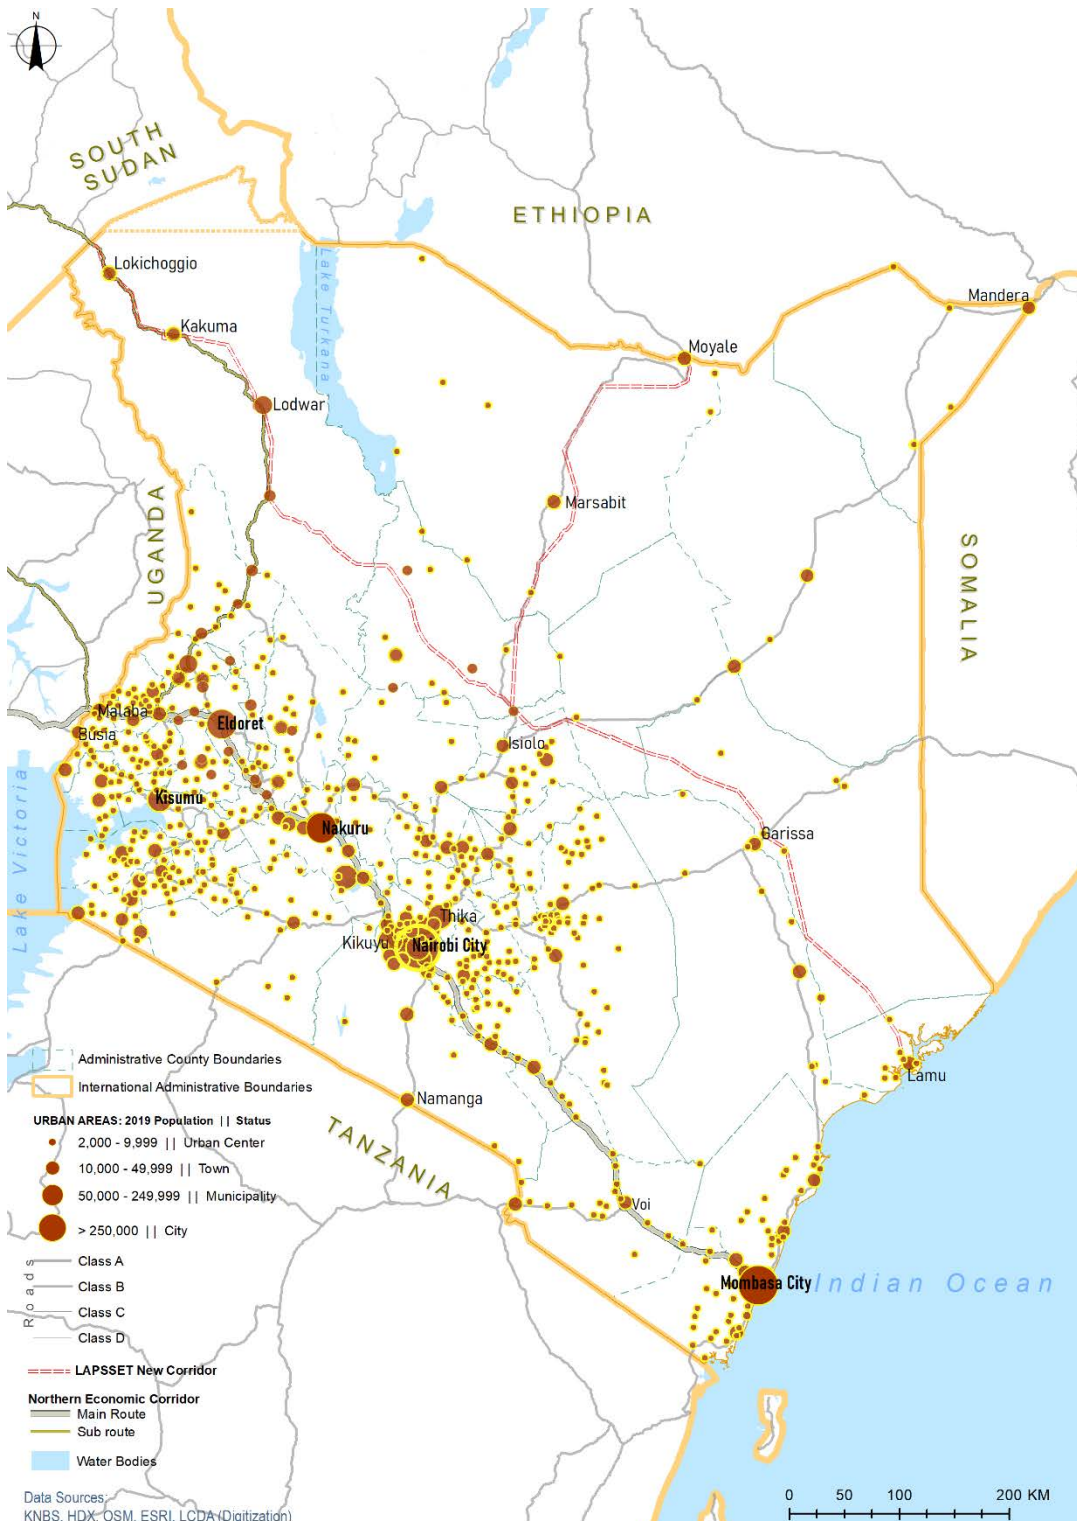 N
SOUTH
SUDAN
ETHIOPIA
Lokichoggio
Mandera
Lake Turkana
Kakuma
Moyale
Lodwar
UGANDA
Marsabit
SOMALIA
Malaba
Eldoret
Busia
Isiolo
Lake Victoria
Kisumu
Nakuru
Garissa
Thika
Kikuyu
Nairobi City
Lamu
Namanga
TANZANIA
Voi
Mombasa City
Indian Ocean
Administrative County Boundaries
International Administrative Boundaries
URBAN AREAS: 2019 Population || Status
2,000 - 9,999 || Urban Center
10,000 - 49,999 || Town
50,000 - 249,999 || Municipality
> 250,000 || City
Roads
Class A
Class B
Class C
Class D
LAPSSET New Corridor
Northern Economic Corridor
Main Route
Sub route
Water Bodies
Data Sources:
KNBS, HDX, OSM, ESRI, LCDA (Digitization)
0 50 100 200 KM